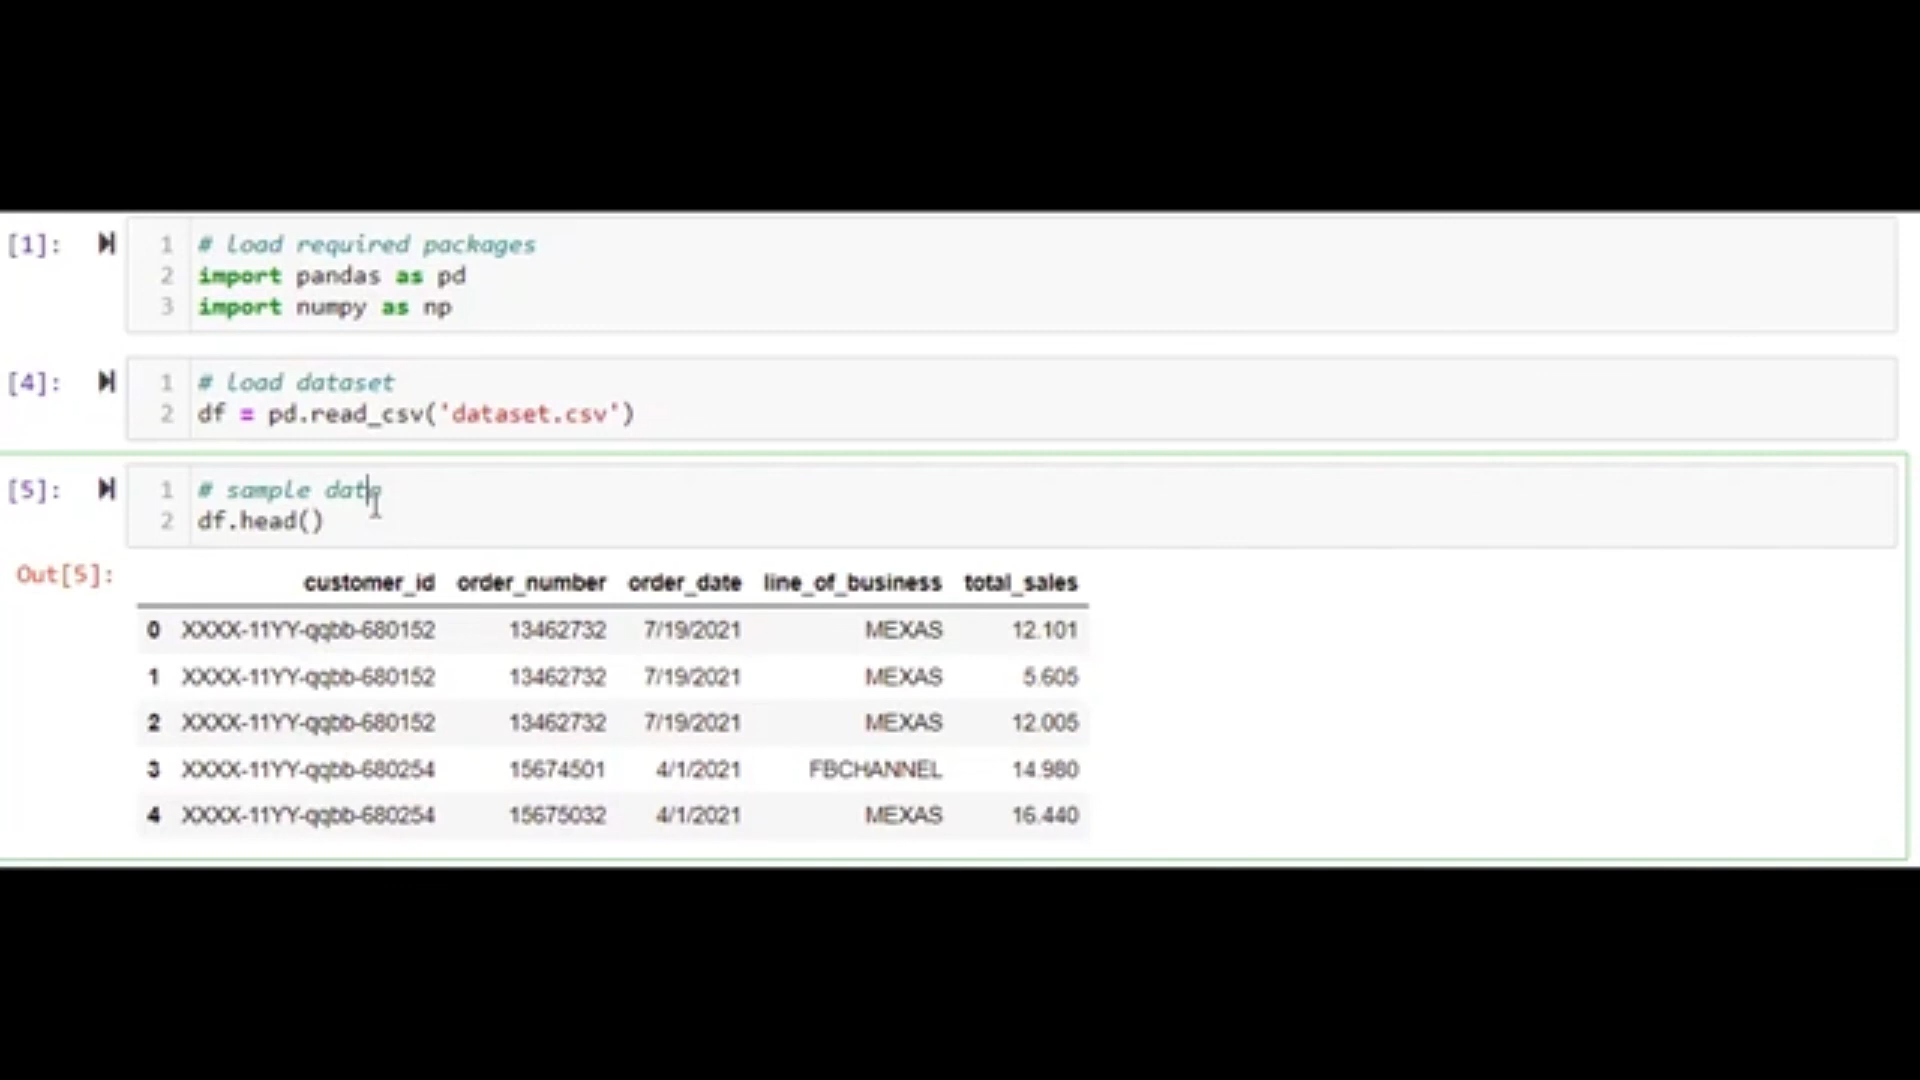 [1]: 1 # load required packages
2 import pandas as pd
3 import numpy as np
[4]: 1 # load dataset
2 df = pd.read_csv('dataset.csv')
[5]: 1 # sample data
2 df.head()
Out[5]:
customer_id order_number order_date line_of_business total_sales
0 XXXX-11YY-qqbb-680152 13462732 7/19/2021 MEXAS 12.101
1 XXXX-11YY-qqbb-680152 13462732 7/19/2021 MEXAS 5.605
2 XXXX-11YY-qqbb-680152 13462732 7/19/2021 MEXAS 12.005
3 XXXX-11YY-qqbb-680254 15674501 4/1/2021 FBCHANNEL 14.980
4 XXXX-11YY-qqbb-680254 15675032 4/1/2021 MEXAS 16.440